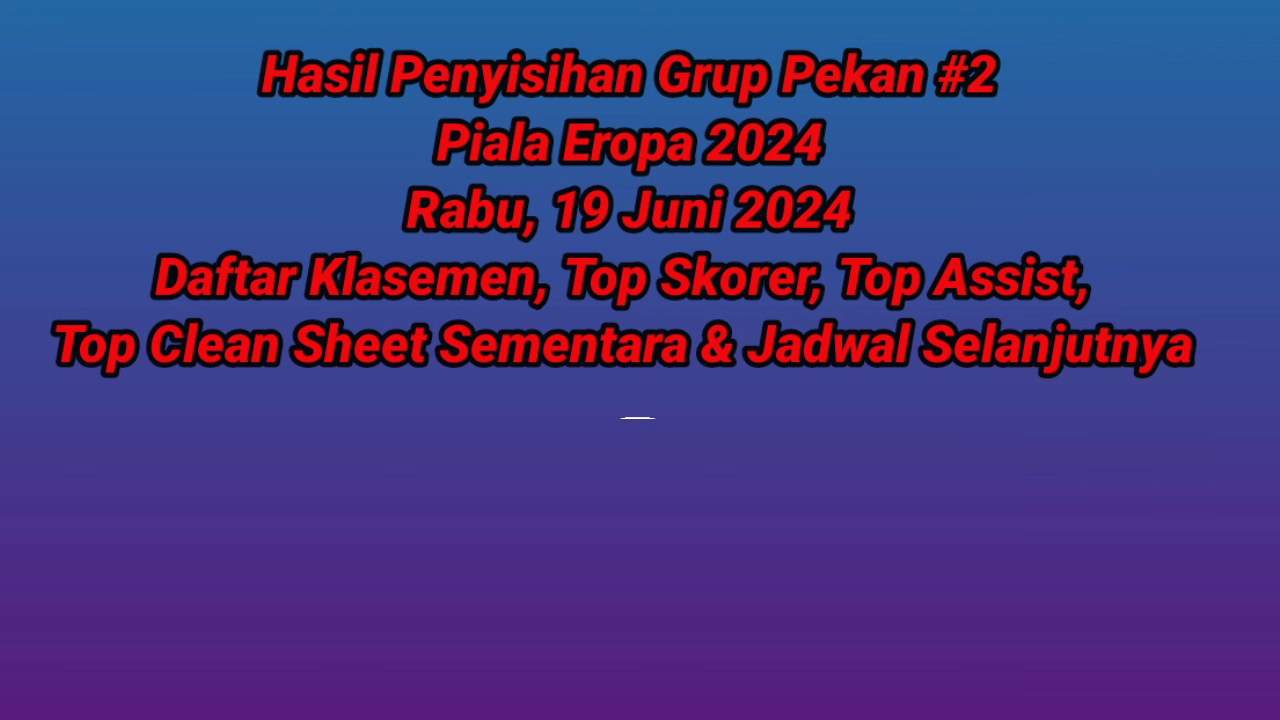 Hasil Penyisihan Grup Pekan #2
Piala Eropa 2024
Rabu, 19 Juni 2024
Daftar Klasemen, Top Skorer, Top Assist,
Top Clean Sheet Sementara & Jadwal Selanjutnya